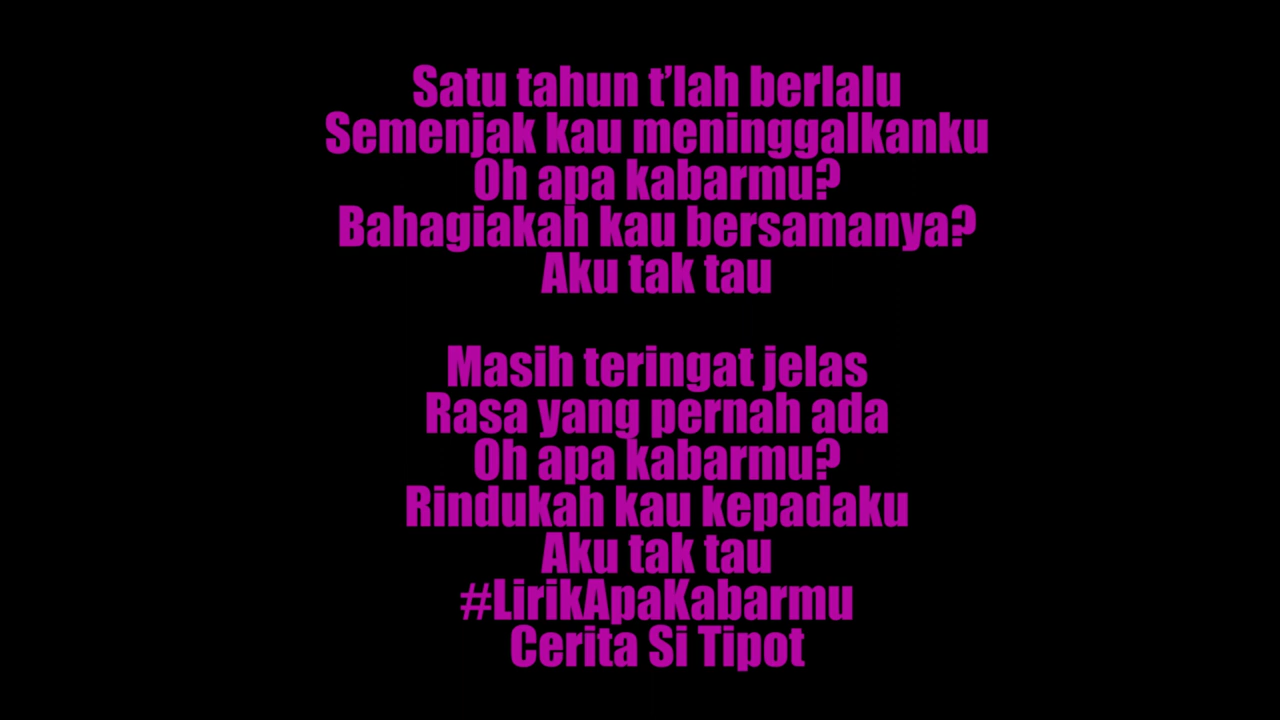 Satu tahun t’lah berlalu
Semenjak kau meninggalkanku
Oh apa kabarmu?
Bahagiakah kau bersamanya?
Aku tak tau
Masih teringat jelas
Rasa yang pernah ada
Oh apa kabarmu?
Rindukah kau kepadaku
Aku tak tau
#LirikApaKabarmu
Cerita Si Tipot